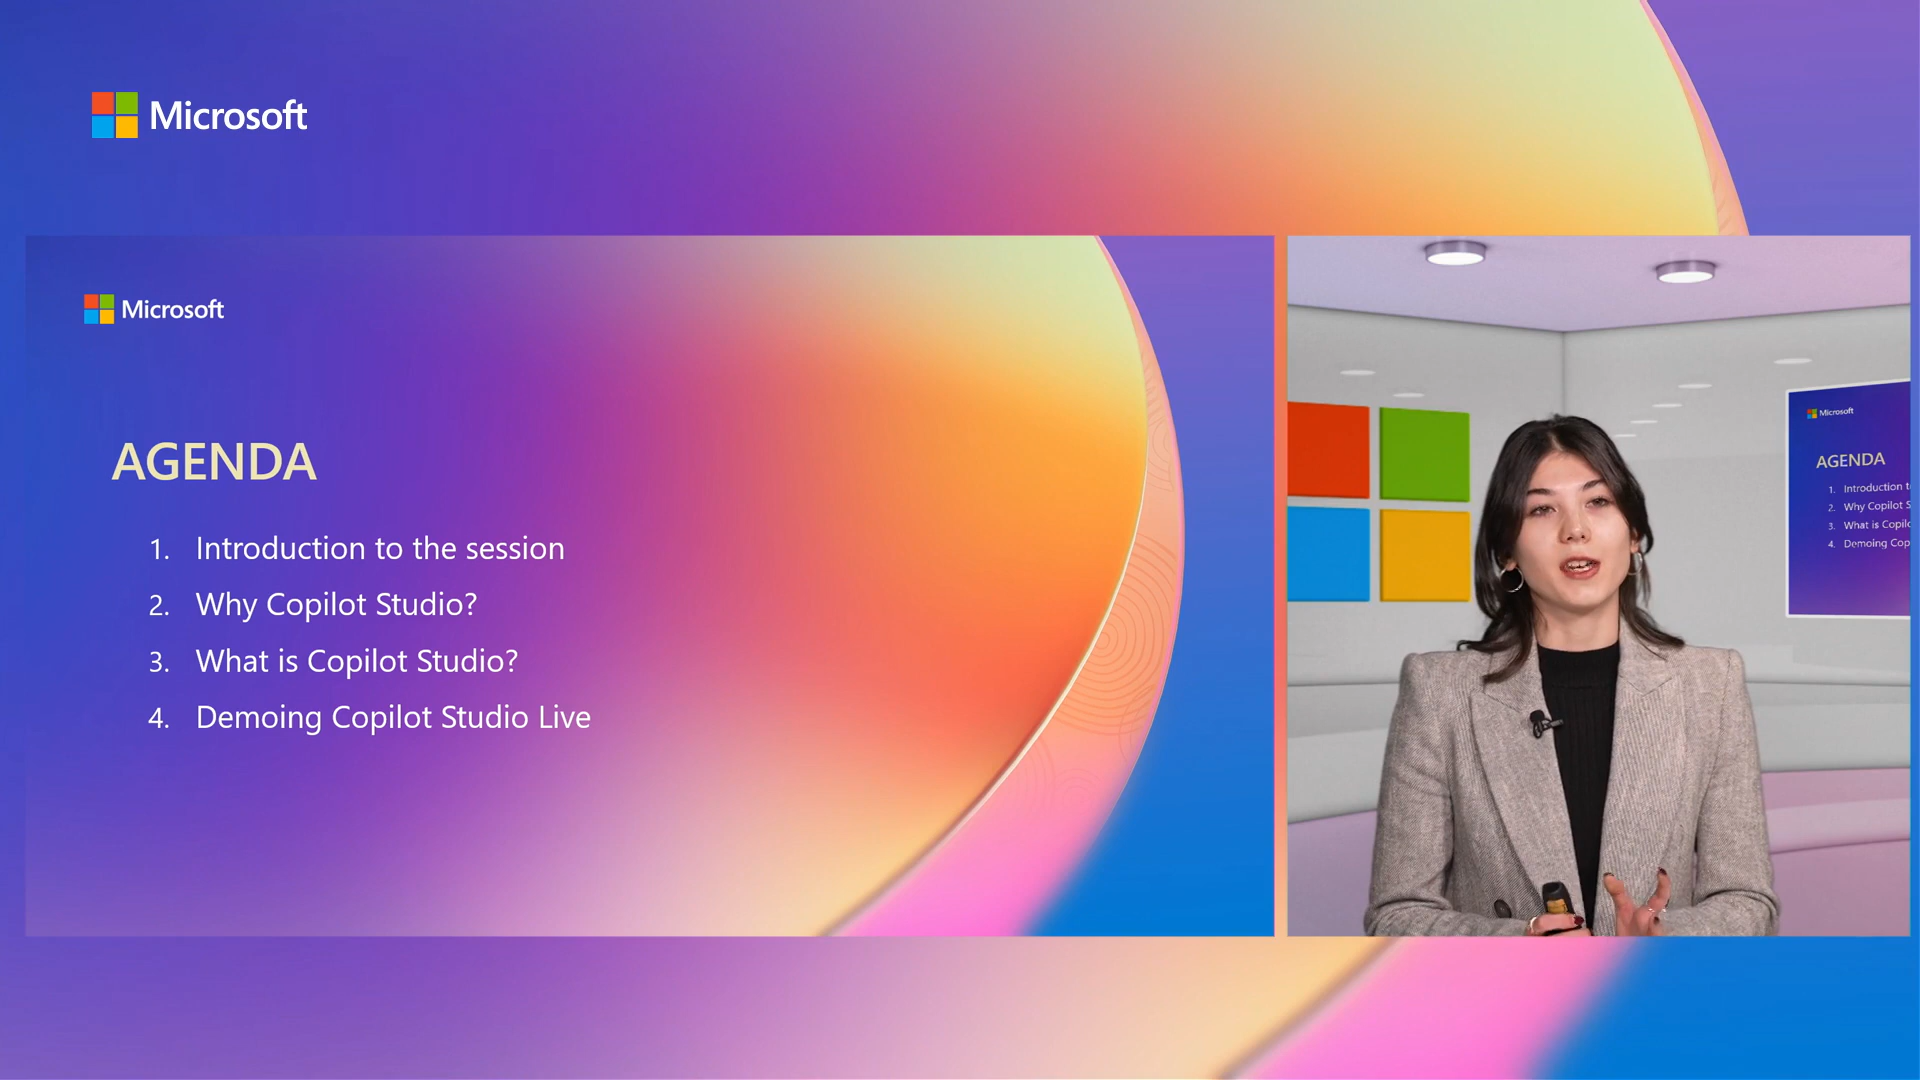 Microsoft
Microsoft
AGENDA
1. Introduction to the session
2. Why Copilot Studio?
3. What is Copilot Studio?
4. Demoing Copilot Studio Live
Microsoft
AGENDA
1. Introduction t
2. Why Copilot S
3. What is Copilo
4. Demoing Cop